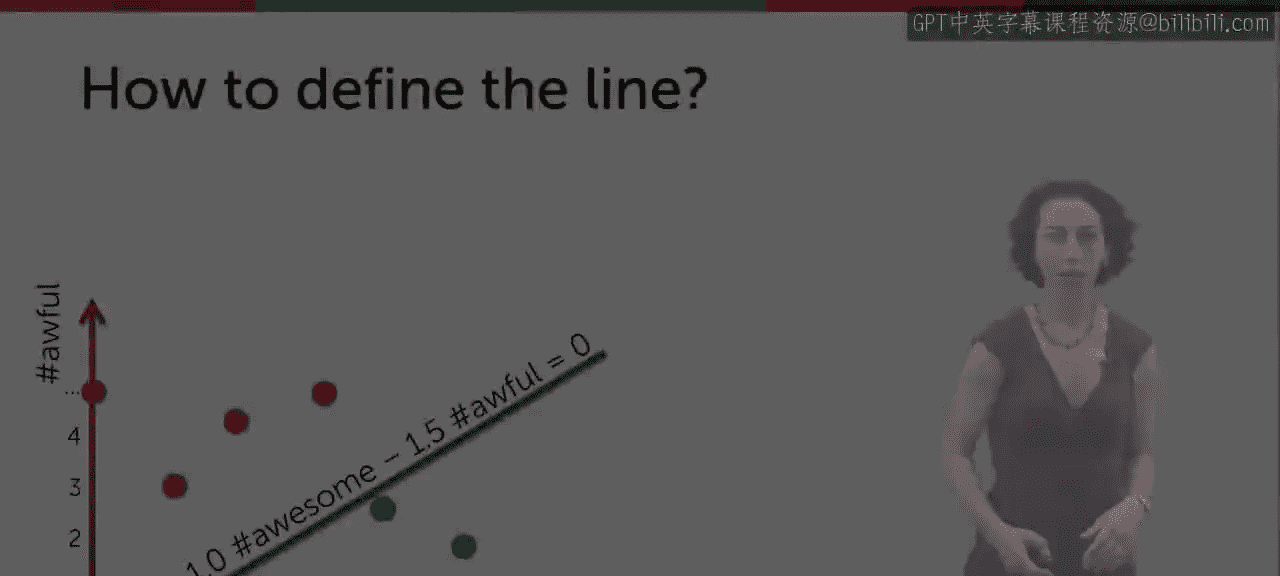 GPT中英字幕课程资源@bilibili.com
How to define the line?
#awful
1.0 #awesome – 1.5 #awful = 0
...
4
3
2